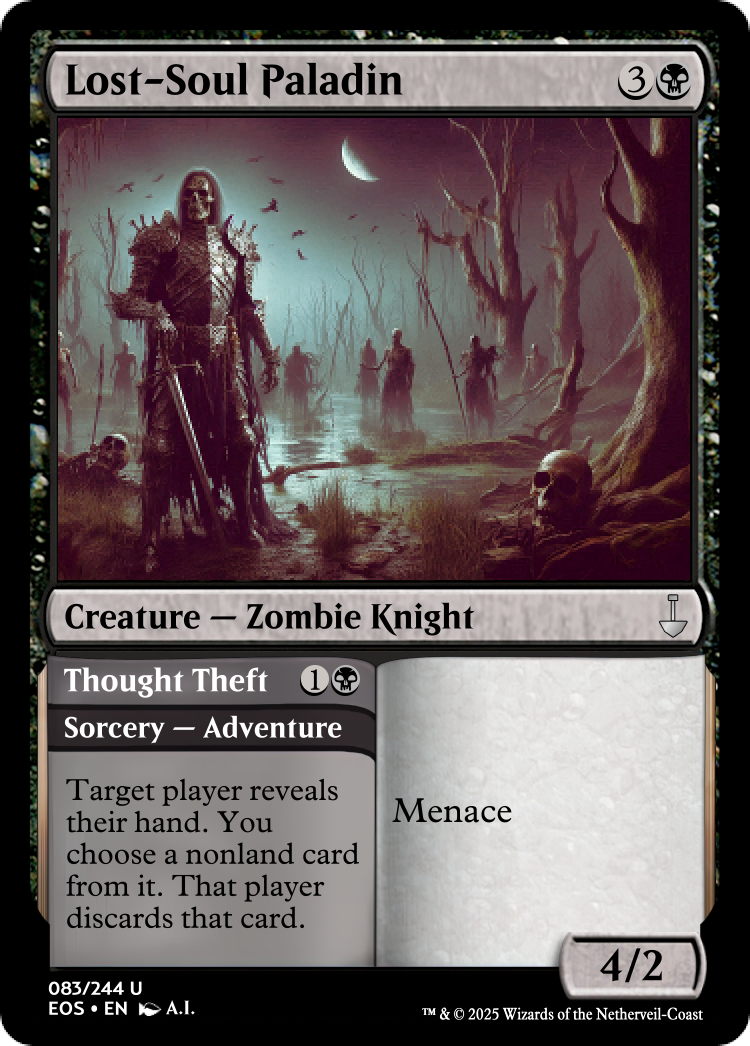 Lost-Soul Paladin 3
Creature — Zombie Knight
Thought Theft 1
Sorcery — Adventure
Target player reveals
their hand. You
choose a nonland card
from it. That player
discards that card.
Menace
4/2
083/244 U
EOS • EN A.I.
™ & © 2025 Wizards of the Netherveil-Coast